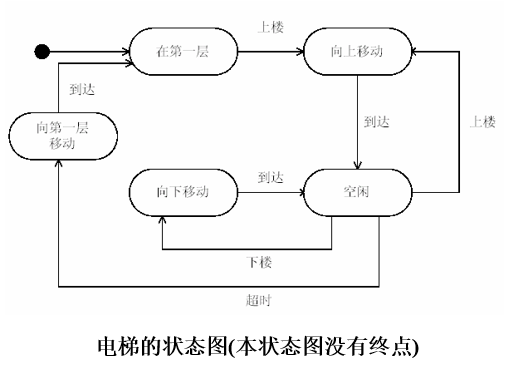 上楼
在第一层
向上移动
到达
向第一层
移动
到达
上楼
向下移动
到达
空闲
下楼
超时
电梯的状态图(本状态图没有终点)